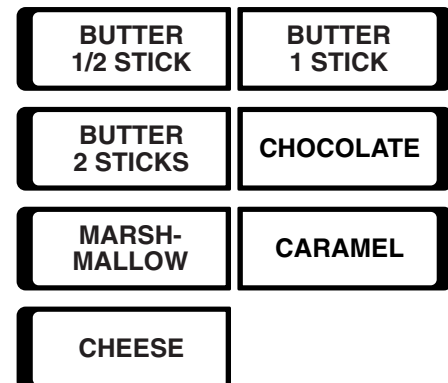 BUTTER
1/2 STICK
BUTTER
1 STICK
BUTTER
2 STICKS
CHOCOLATE
MARSH-
MALLOW
CARAMEL
CHEESE